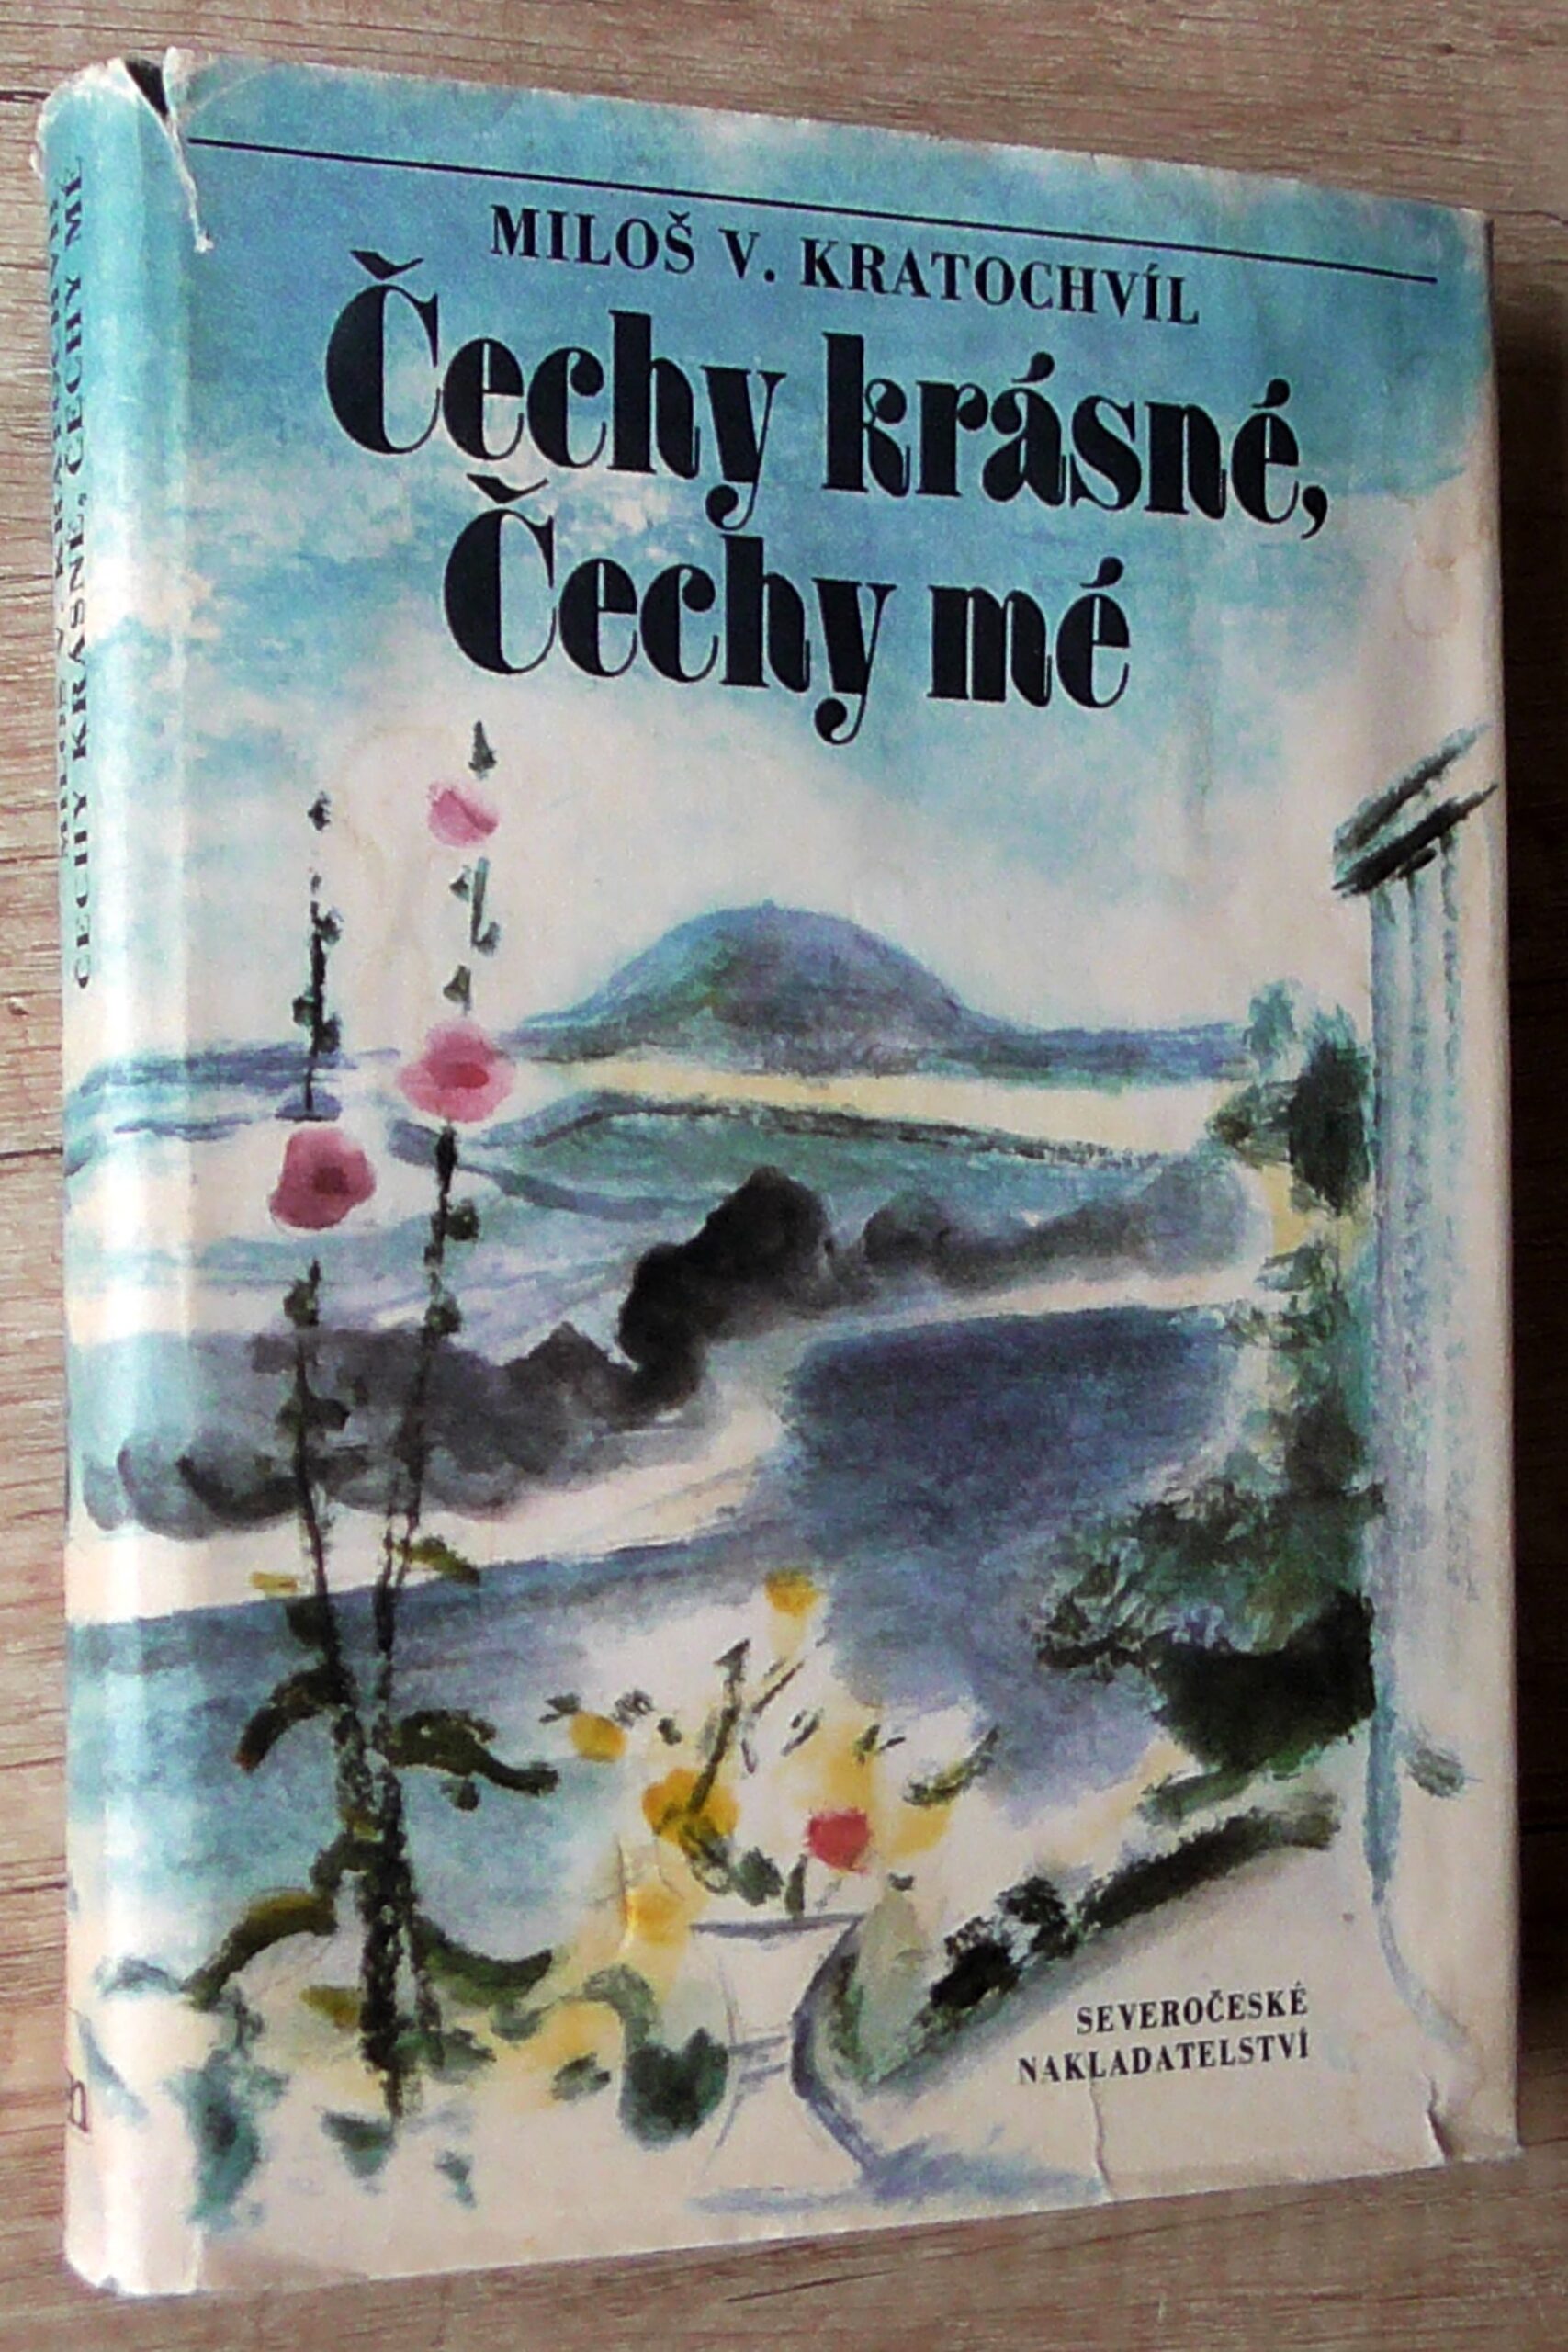 MILOŠ V. KRATOCHVÍL
Čechy krásné,
Čechy mé
SEVEROČESKÉ
NAKLADATELSTVÍ
MILOŠ V. KRATOCHVÍL
ČECHY KRÁSNÉ, ČECHY MÉ